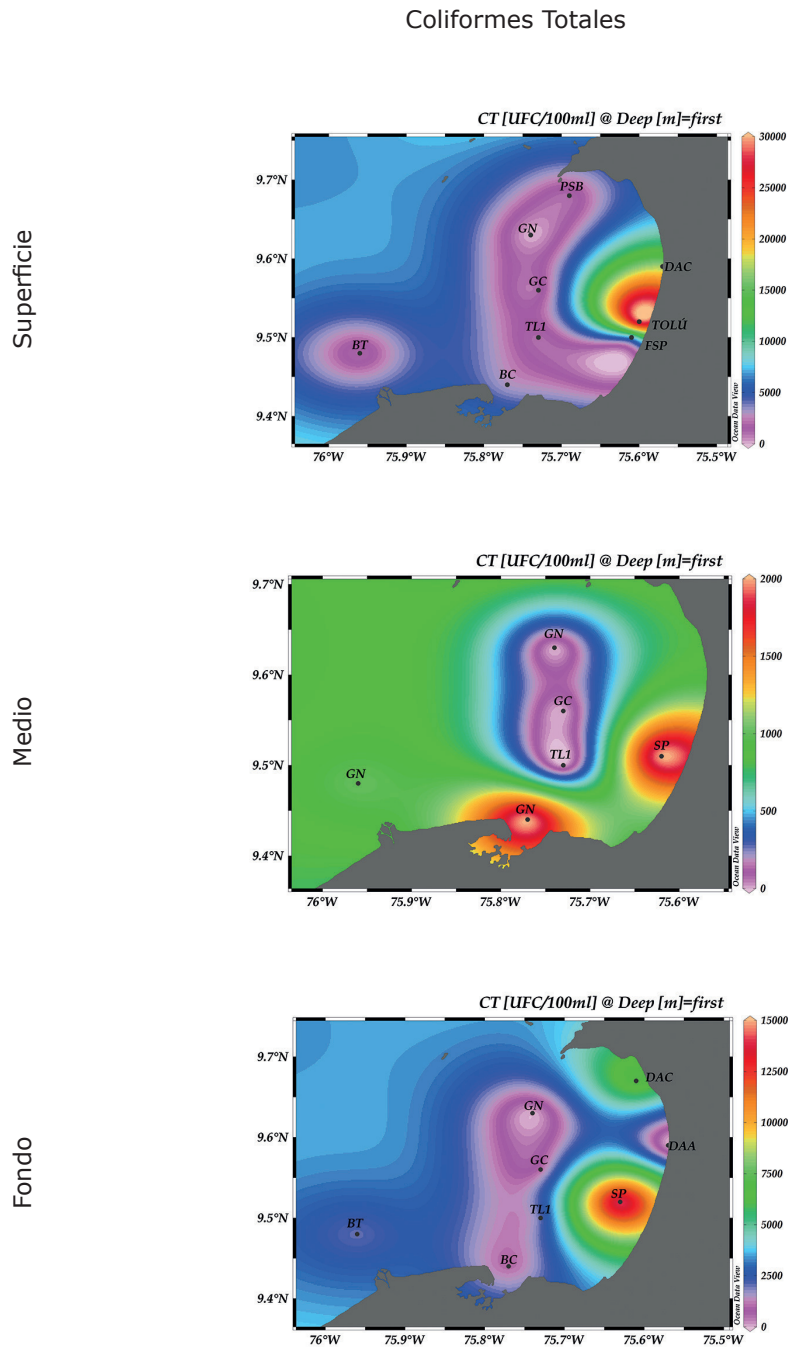 Coliformes Totales
Superficie
CT [UFC/100ml] @ Deep [m]=first
9.7°N
9.6°N
9.5°N
9.4°N
PSB
GN
DAC
GC
TL1
TOLÚ
FSP
BT
BC
76°W
75.9°W
75.8°W
75.7°W
75.6°W
75.5°W
Ocean Data View
30000
25000
20000
15000
10000
5000
0
Medio
CT [UFC/100ml] @ Deep [m]=first
9.7°N
9.6°N
9.5°N
9.4°N
GN
GC
TL1
SP
GN
GN
76°W
75.9°W
75.8°W
75.7°W
75.6°W
Ocean Data View
2000
1500
1000
500
0
Fondo
CT [UFC/100ml] @ Deep [m]=first
9.7°N
9.6°N
9.5°N
9.4°N
DAC
GN
DAA
GC
SP
TL1
BT
BC
76°W
75.9°W
75.8°W
75.7°W
75.6°W
75.5°W
Ocean Data View
15000
12500
10000
7500
5000
2500
0